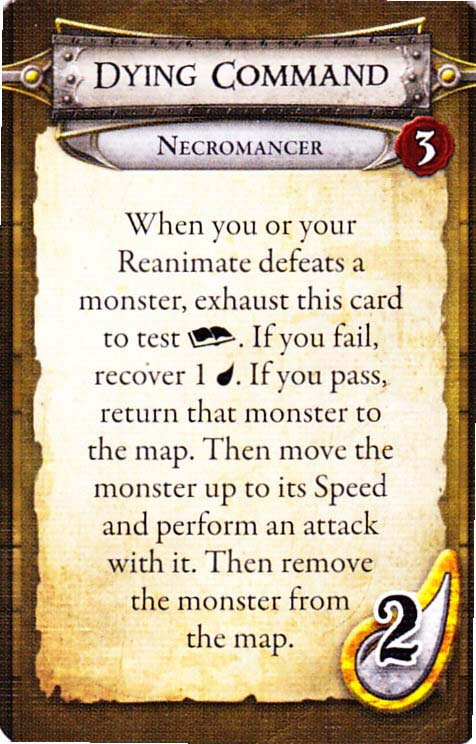 Dying Command
Necromancer
3
When you or your
Reanimate defeats a
monster, exhaust this card
to test . If you fail,
recover 1 . If you pass,
return that monster to
the map. Then move the
monster up to its Speed
and perform an attack
with it. Then remove
the monster from
the map.
2